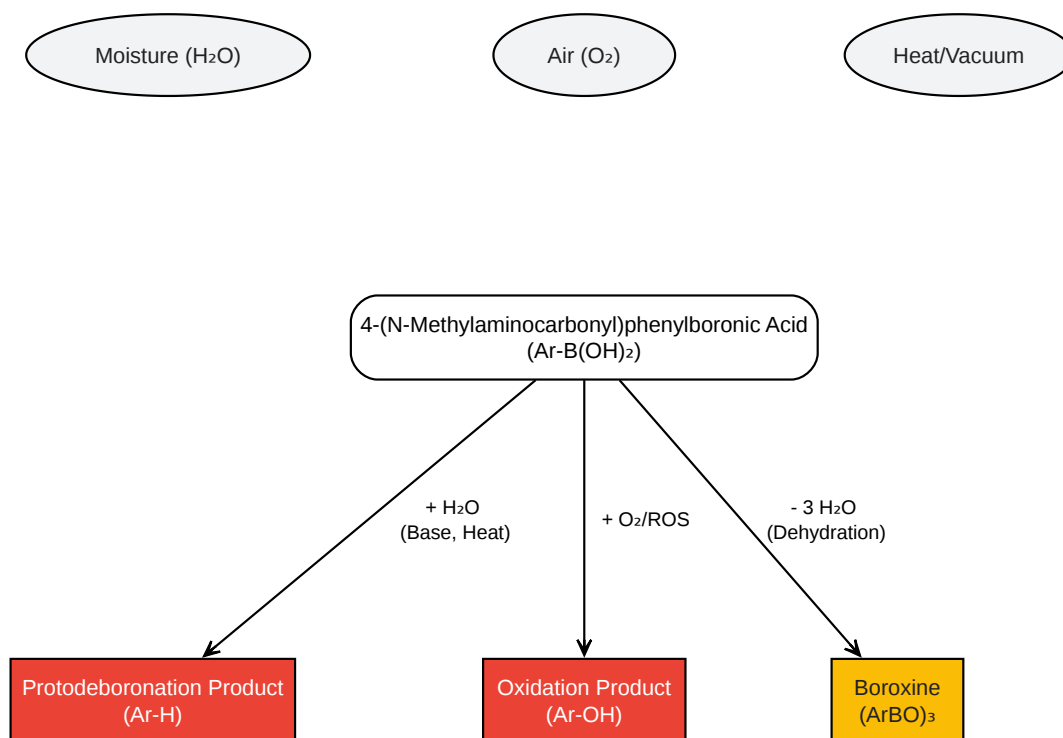 Moisture (H₂O)
Air (O₂)
Heat/Vacuum
4-(N-Methylaminocarbonyl)phenylboronic Acid
(Ar-B(OH)₂)
+ H₂O
(Base, Heat)
+ O₂/ROS
- 3 H₂O
(Dehydration)
Protodeboronation Product
(Ar-H)
Oxidation Product
(Ar-OH)
Boroxine
(ArBO)₃